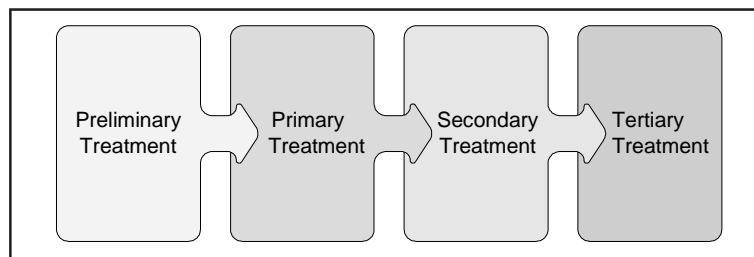 Preliminary
Treatment
Primary
Treatment
Secondary
Treatment
Tertiary
Treatment